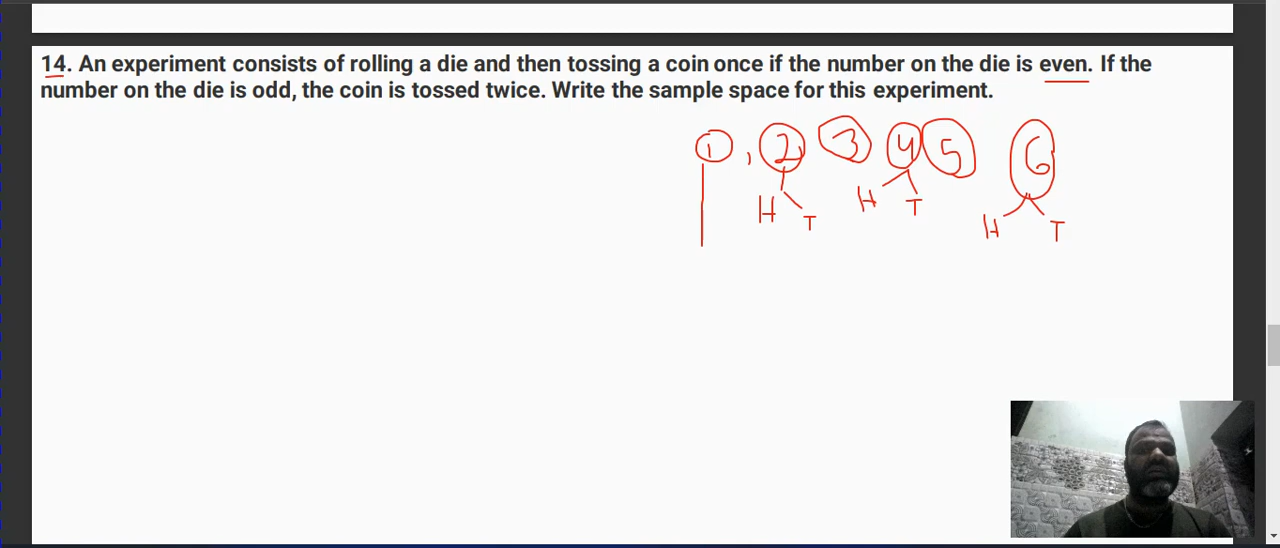 14. An experiment consists of rolling a die and then tossing a coin once if the number on the die is even. If the
number on the die is odd, the coin is tossed twice. Write the sample space for this experiment.
1 , 2, 3 4 5 6
H T H T H T